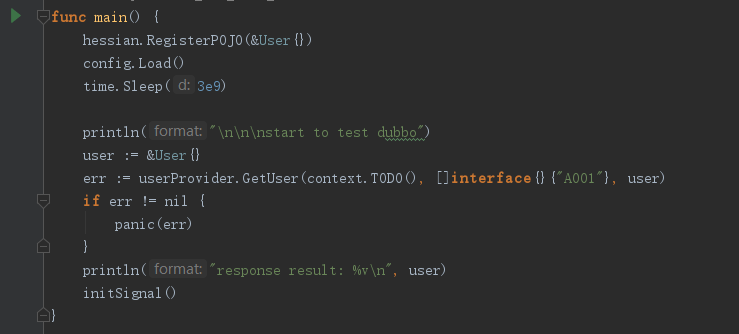 func main() {
hessian.RegisterPOJO(&User{})
config.Load()
time.Sleep( d: 3e9)
println( format: "\n\n\nstart to test dubbo")
user := &User{}
err := userProvider.GetUser(context.TODO(), []interface{}{"A001"}, user)
if err != nil {
panic(err)
}
println( format: "response result: %v\n", user)
initSignal()
}